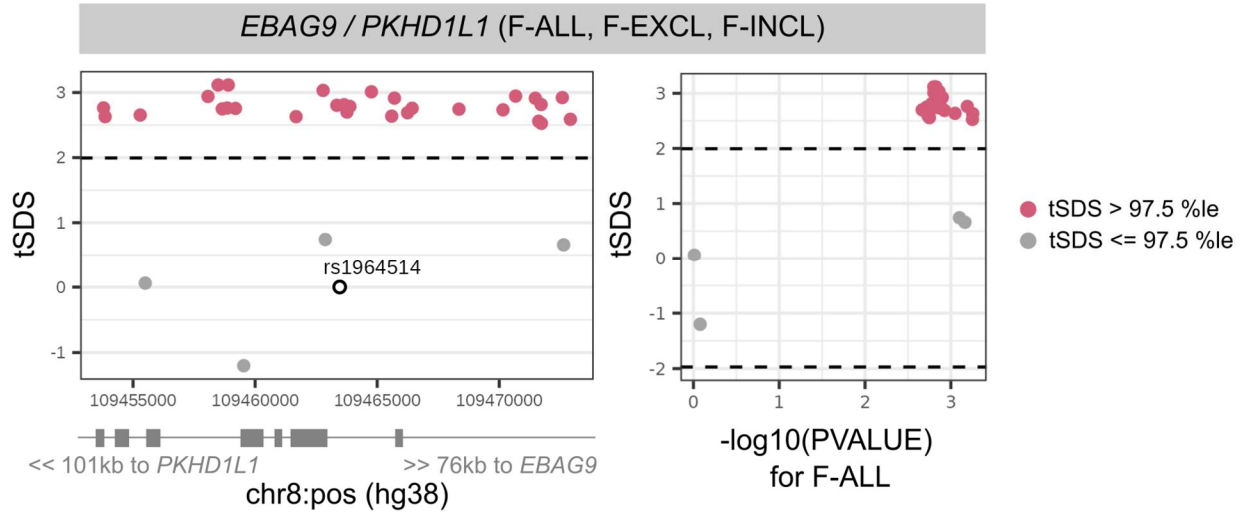 EBAG9 / PKHD1L1 (F-ALL, F-EXCL, F-INCL)
tSDS
3
2
1
0
-1
rs1964514
109455000 109460000 109465000 109470000
<< 101kb to PKHD1L1 >> 76kb to EBAG9
chr8:pos (hg38)
tSDS
3
2
1
0
-1
-2
0 1 2 3
-log10(PVALUE)
for F-ALL
tSDS > 97.5 %le
tSDS <= 97.5 %le